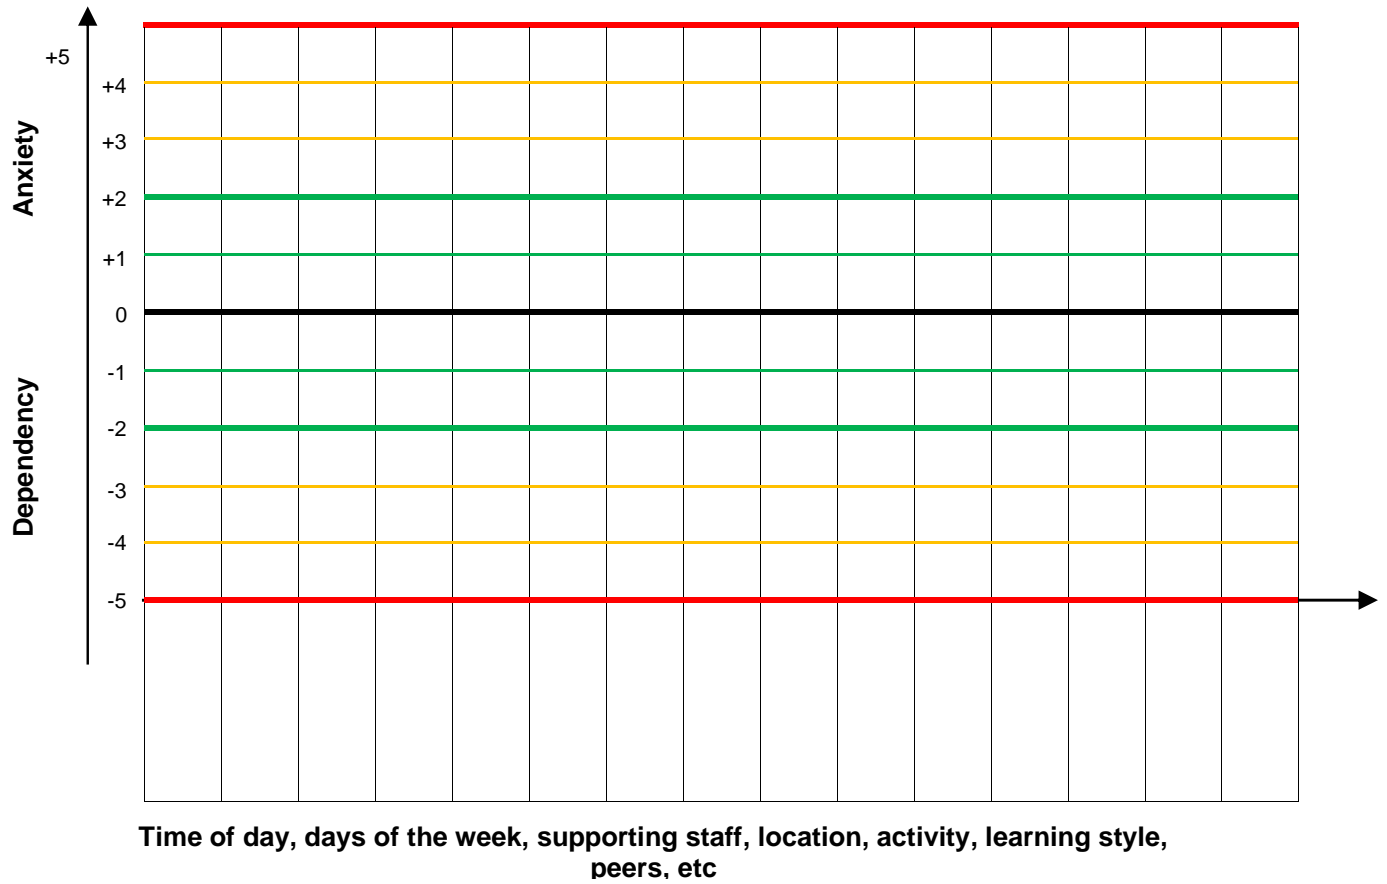 +5
+4
Anxiety
+3
+2
+1
0
-1
Dependency
-2
-3
-4
-5
Time of day, days of the week, supporting staff, location, activity, learning style,
peers, etc